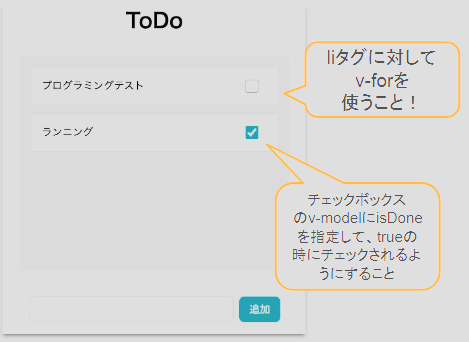 ToDo
プログラミングテスト
ランニング
追加
liタグに対して
v-forを
使うこと！
チェックボックス
のv-modelにisDone
を指定して、trueの
時にチェックされるよ
うにすること